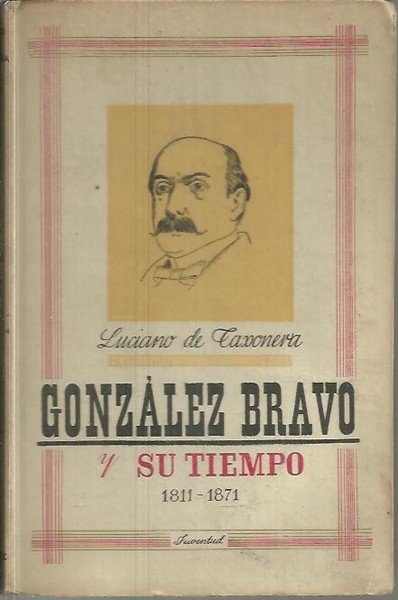 Luciano de Taxonera
GONZÁLEZ BRAVO
y SU TIEMPO
1811-1871
Juventud